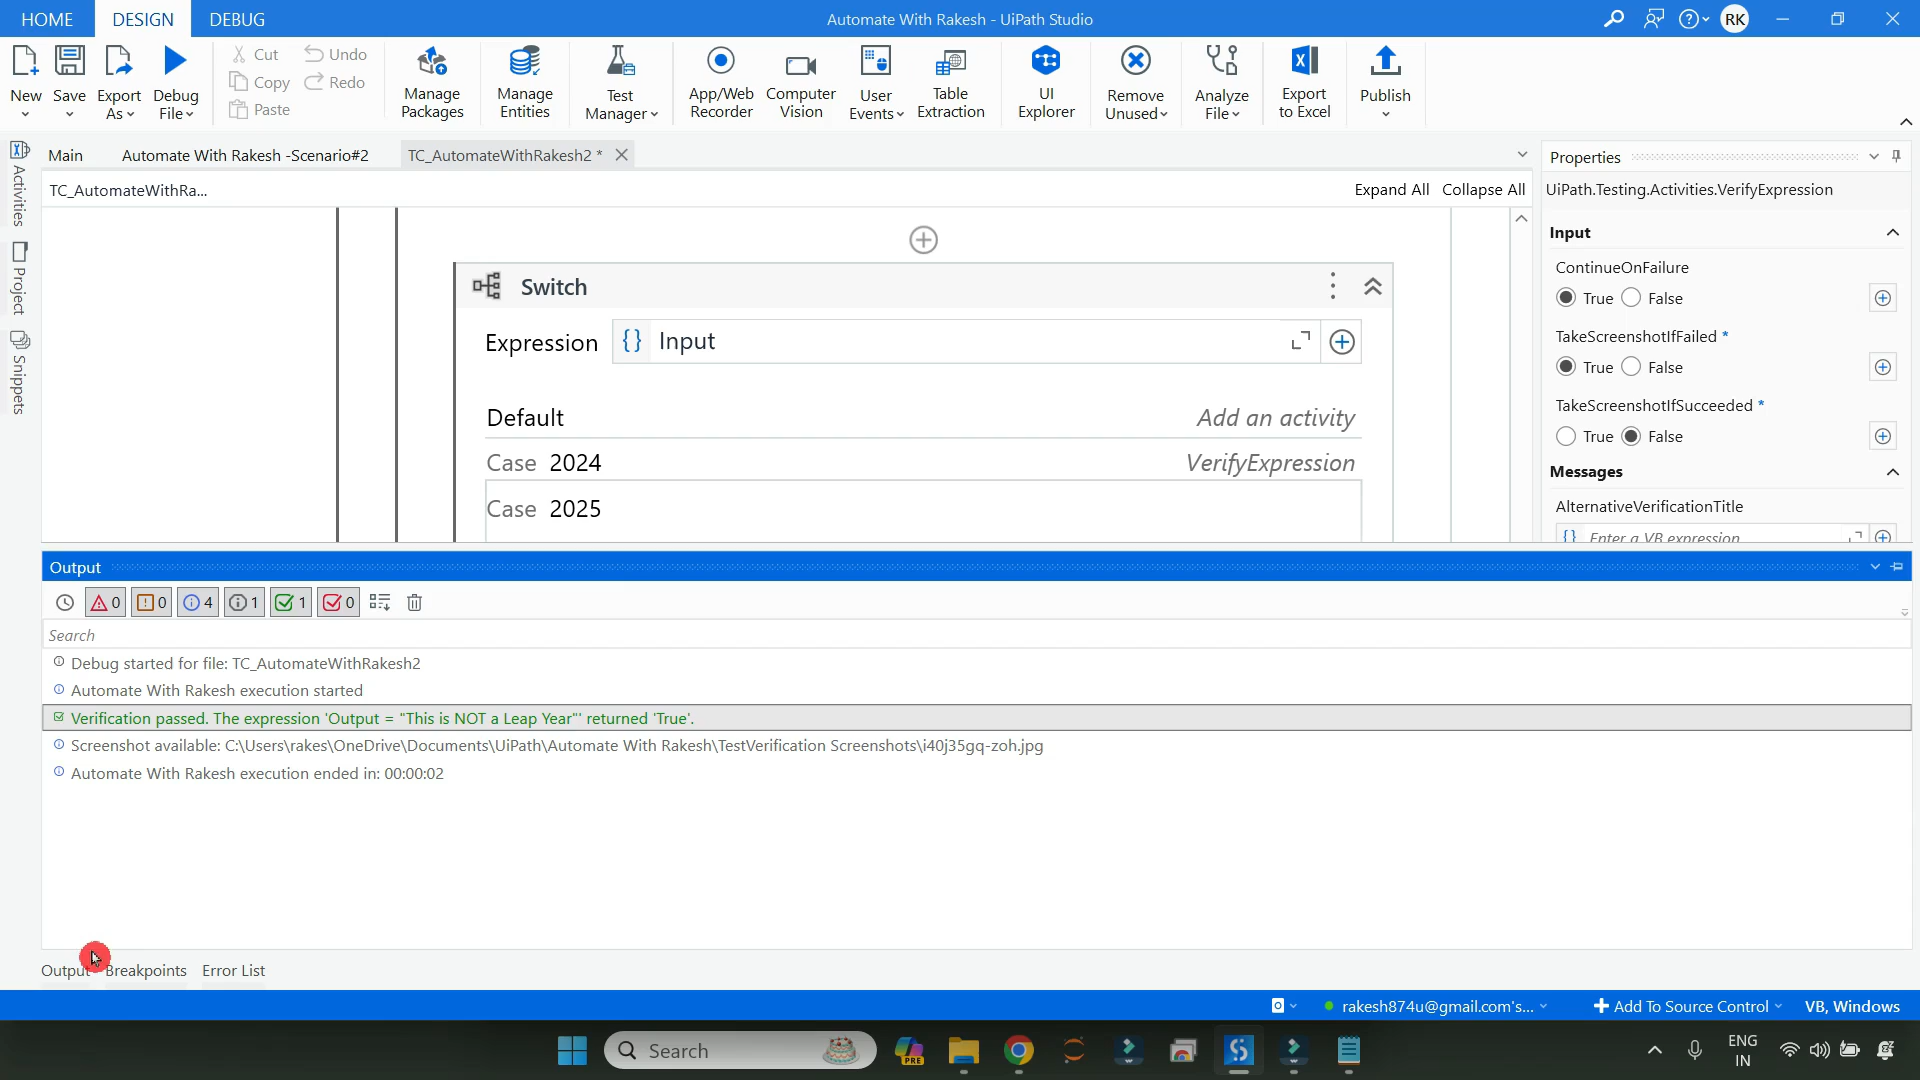 HOME DESIGN DEBUG Automate With Rakesh - UiPath Studio RK
New Save Export As Debug File Cut Copy Paste Undo Redo Manage Packages Manage Entities Test Manager App/Web Recorder Computer Vision User Events Table Extraction UI Explorer Remove Unused Analyze File Export to Excel Publish
Activities
Project
Snippets
Main Automate With Rakesh -Scenario#2 TC_AutomateWithRakesh2 *
TC_AutomateWithRa... Expand All Collapse All
Switch
Expression {} Input
Default Add an activity
Case 2024 VerifyExpression
Case 2025
Properties
UiPath.Testing.Activities.VerifyExpression
Input
ContinueOnFailure
True False
TakeScreenshotIfFailed *
True False
TakeScreenshotIfSucceeded *
True False
Messages
AlternativeVerificationTitle
{} Enter a VB expression
Output
0 0 4 1 1 0
Search
Debug started for file: TC_AutomateWithRakesh2
Automate With Rakesh execution started
Verification passed. The expression 'Output = "This is NOT a Leap Year"' returned 'True'.
Screenshot available: C:\Users\rakes\OneDrive\Documents\UiPath\Automate With Rakesh\TestVerification Screenshots\i40j35gq-zoh.jpg
Automate With Rakesh execution ended in: 00:00:02
Output Breakpoints Error List
rakesh874u@gmail.com's... Add To Source Control VB, Windows
Search PRE ENG
IN